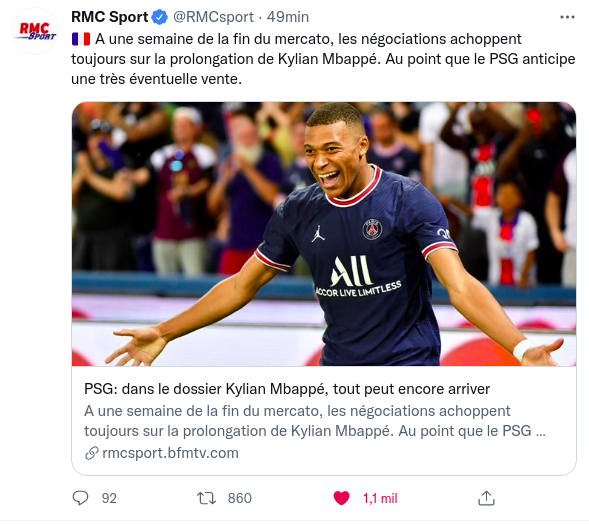 RMC
SPORT
RMC Sport @RMCsport · 49min
A une semaine de la fin du mercato, les négociations achoppent
toujours sur la prolongation de Kylian Mbappé. Au point que le PSG anticipe
une très éventuelle vente.
PARIS
ALL
ACCOR LIVE LIMITLESS
PSG: dans le dossier Kylian Mbappé, tout peut encore arriver
A une semaine de la fin du mercato, les négociations achoppent
toujours sur la prolongation de Kylian Mbappé. Au point que le PSG ...
rmcsport.bfmtv.com
92 860 1,1 mil